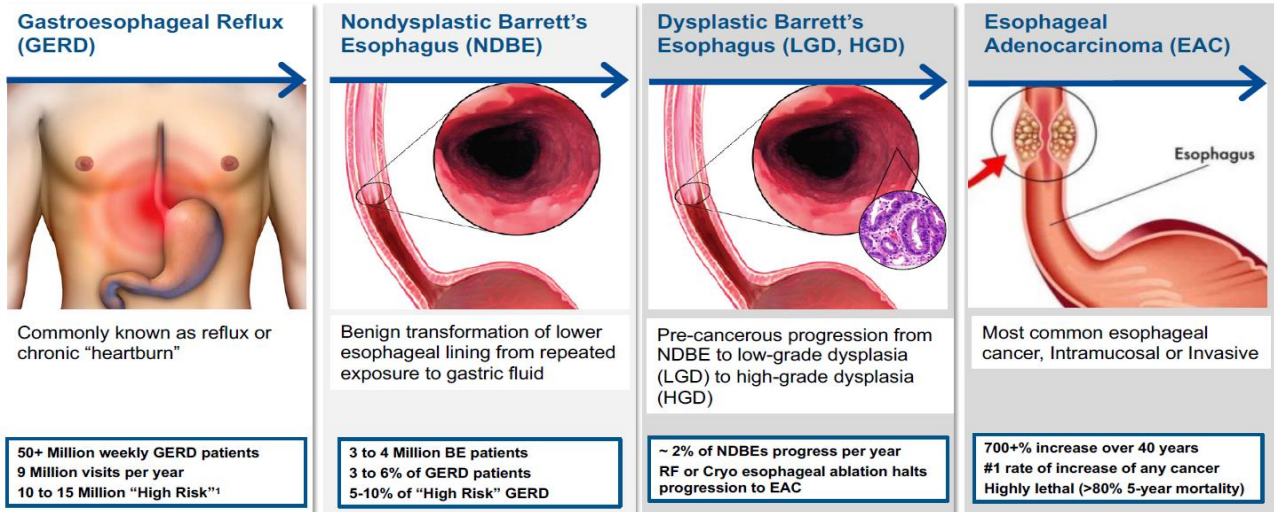 Gastroesophageal Reflux
(GERD)
Commonly known as reflux or
chronic “heartburn”
50+ Million weekly GERD patients
9 Million visits per year
10 to 15 Million “High Ris”¹
Nondysplastic Barrett’s
Esophagus (NDBE)
Benign transformation of lower
esophageal lining from repeated
exposure to gastric fluid
3 to 4 Million BE patients
3 to 6% of GERD patients
5-10% of “High Risk” GERD
Dysplastic Barrett’s
Esophagus (LGD, HGD)
Pre-cancerous progression from
NDBE to low-grade dysplasia
(LGD) to high-grade dysplasia
(HGD)
~ 2% of NDBEs progress per year
RF or Cryo esophageal ablation halts
progression to EAC
Esophageal
Adenocarcinoma (EAC)
Esophagus
Most common esophageal
cancer, Intramucosal or Invasive
700+% increase over 40 years
#1 rate of increase of any cancer
Highly lethal (>80% 5-year mortality)